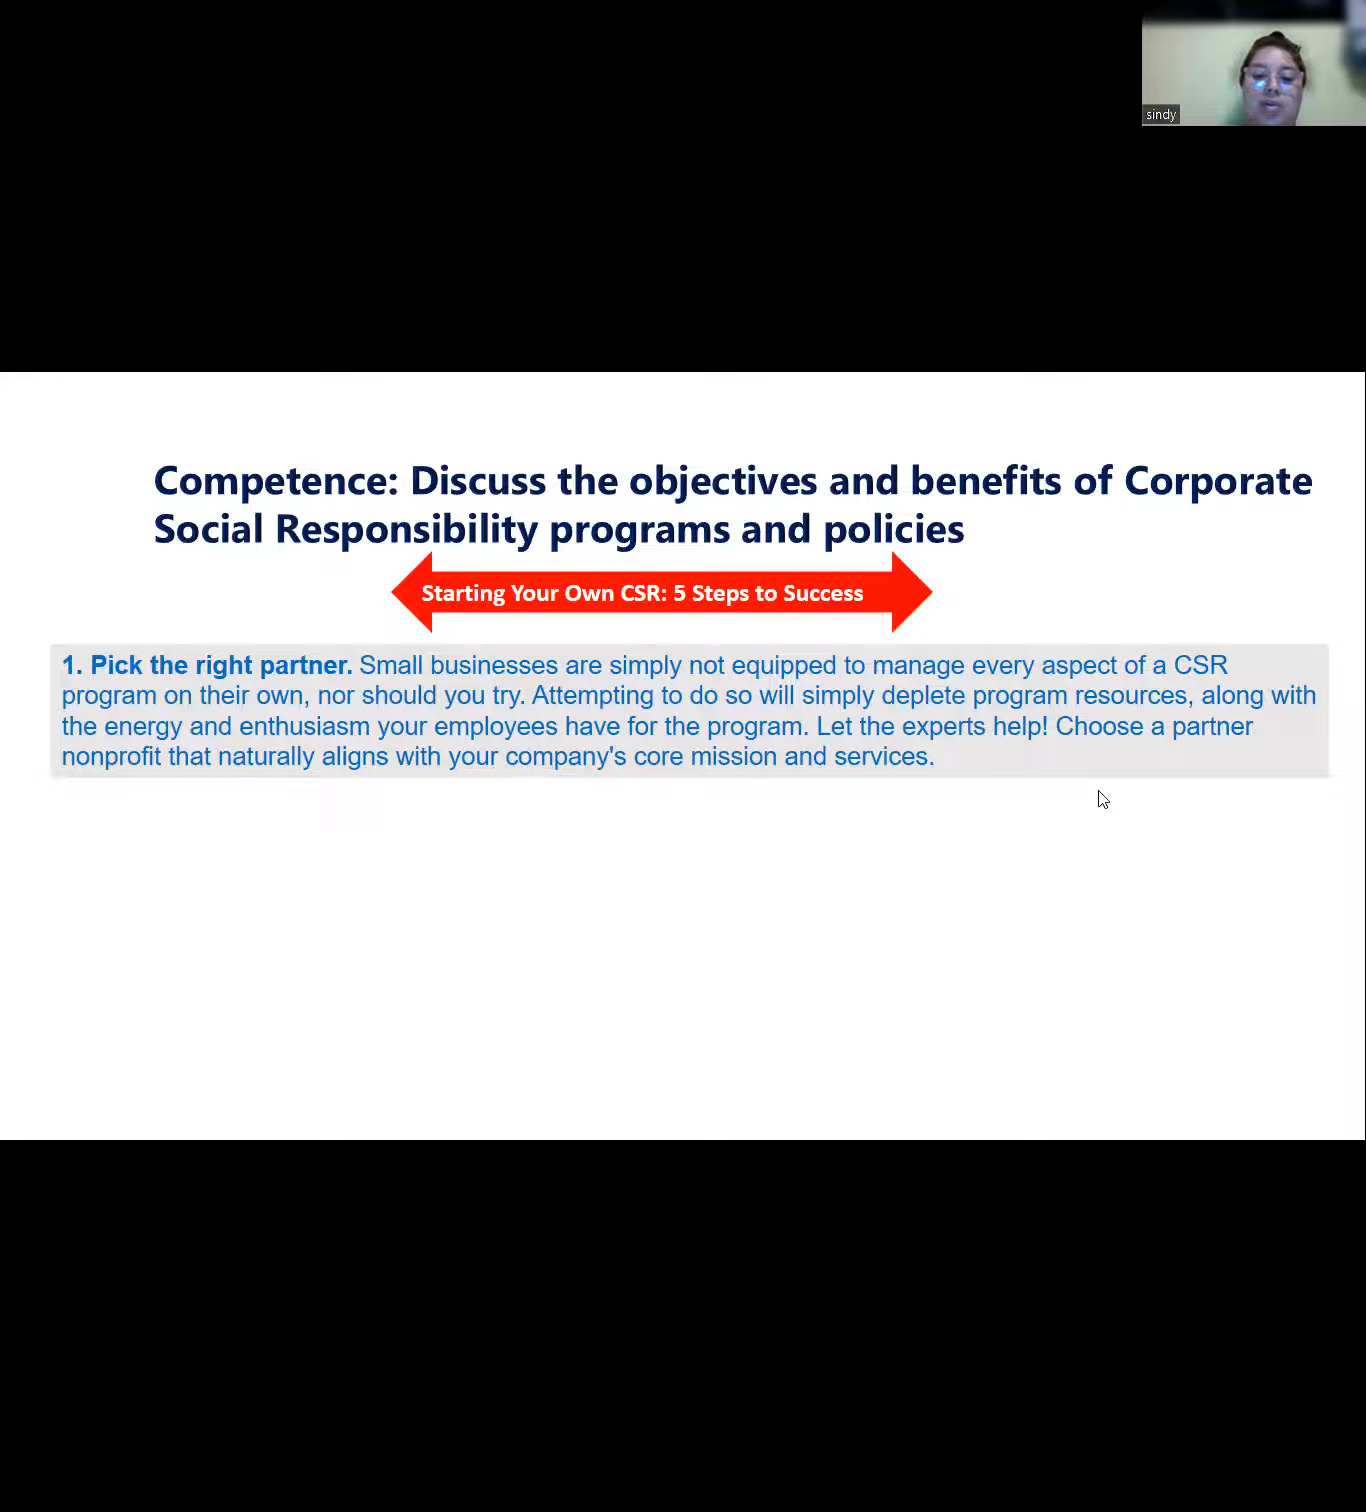 sindy
Competence: Discuss the objectives and benefits of Corporate
Social Responsibility programs and policies
Starting Your Own CSR: 5 Steps to Success
1. Pick the right partner. Small businesses are simply not equipped to manage every aspect of a CSR
program on their own, nor should you try. Attempting to do so will simply deplete program resources, along with
the energy and enthusiasm your employees have for the program. Let the experts help! Choose a partner
nonprofit that naturally aligns with your company's core mission and services.